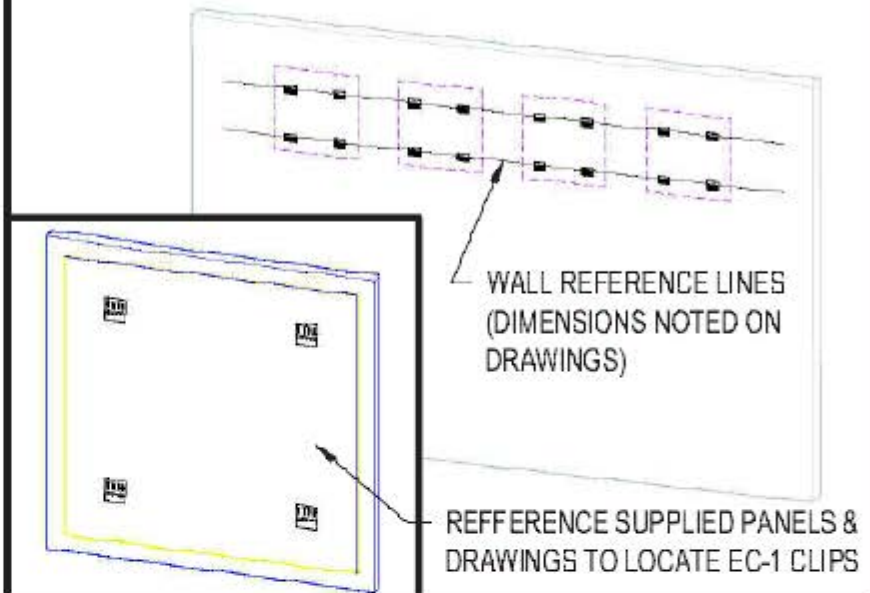 WALL REFERENCE LINES
(DIMENSIONS NOTED ON
DRAWINGS)
REFFERENCE SUPPLIED PANELS &
DRAWINGS TO LOCATE EC-1 CLIPS